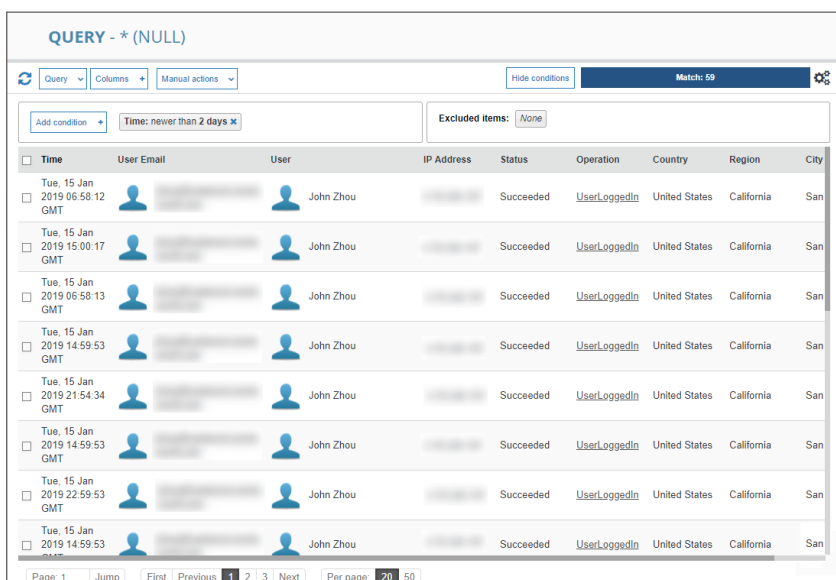 QUERY - * (NULL)
Query Columns + Manual actions Hide conditions Match: 59
Add condition + Time: newer than 2 days × Excluded items: None
Time User Email User IP Address Status Operation Country Region City
Tue, 15 Jan
2019 06:58:12 John Zhou Succeeded UserLoggedIn United States California San
GMT
Tue, 15 Jan
2019 15:00:17 John Zhou Succeeded UserLoggedIn United States California San
GMT
Tue, 15 Jan
2019 06:58:13 John Zhou Succeeded UserLoggedIn United States California San
GMT
Tue, 15 Jan
2019 14:59:53 John Zhou Succeeded UserLoggedIn United States California San
GMT
Tue, 15 Jan
2019 21:54:34 John Zhou Succeeded UserLoggedIn United States California San
GMT
Tue, 15 Jan
2019 14:59:53 John Zhou Succeeded UserLoggedIn United States California San
GMT
Tue, 15 Jan
2019 22:59:53 John Zhou Succeeded UserLoggedIn United States California San
GMT
Tue, 15 Jan
2019 14:59:53 John Zhou Succeeded UserLoggedIn United States California San
Page: 1 Jump First Previous 1 2 3 Next Per page: 20 50